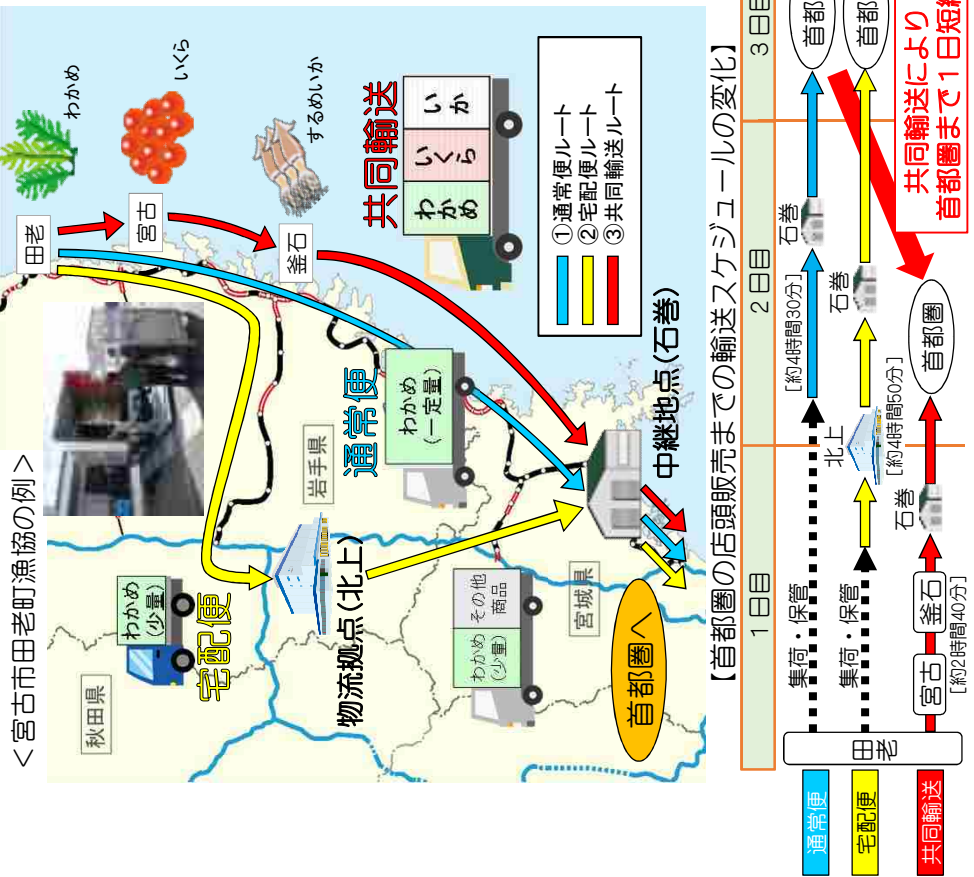 ＜宮古市田老町漁協の例＞
わかめ
いくら
するめいか
田老
宮古
釜石
共同輸送
わかめ
いくら
いか
①通常便ルート
②宅配便ルート
③共同輸送ルート
秋田県
岩手県
宮城県
わかめ
(少量)
宅配便
物流拠点(北上)
通常便
わかめ
(一定量)
わかめ
(少量)
その他
商品
中継地点(石巻)
首都圏へ
【首都圏の店頭販売までの輸送スケジュールの変化】
1日目
2日目
3日目
通常便
集荷・保管
[約4時間30分]
石巻
首都
宅配便
集荷・保管
北上
[約4時間50分]
石巻
首都
共同輸送
田老
宮古
釜石
[約2時間40分]
石巻
首都圏
共同輸送により
首都圏まで1日短縮